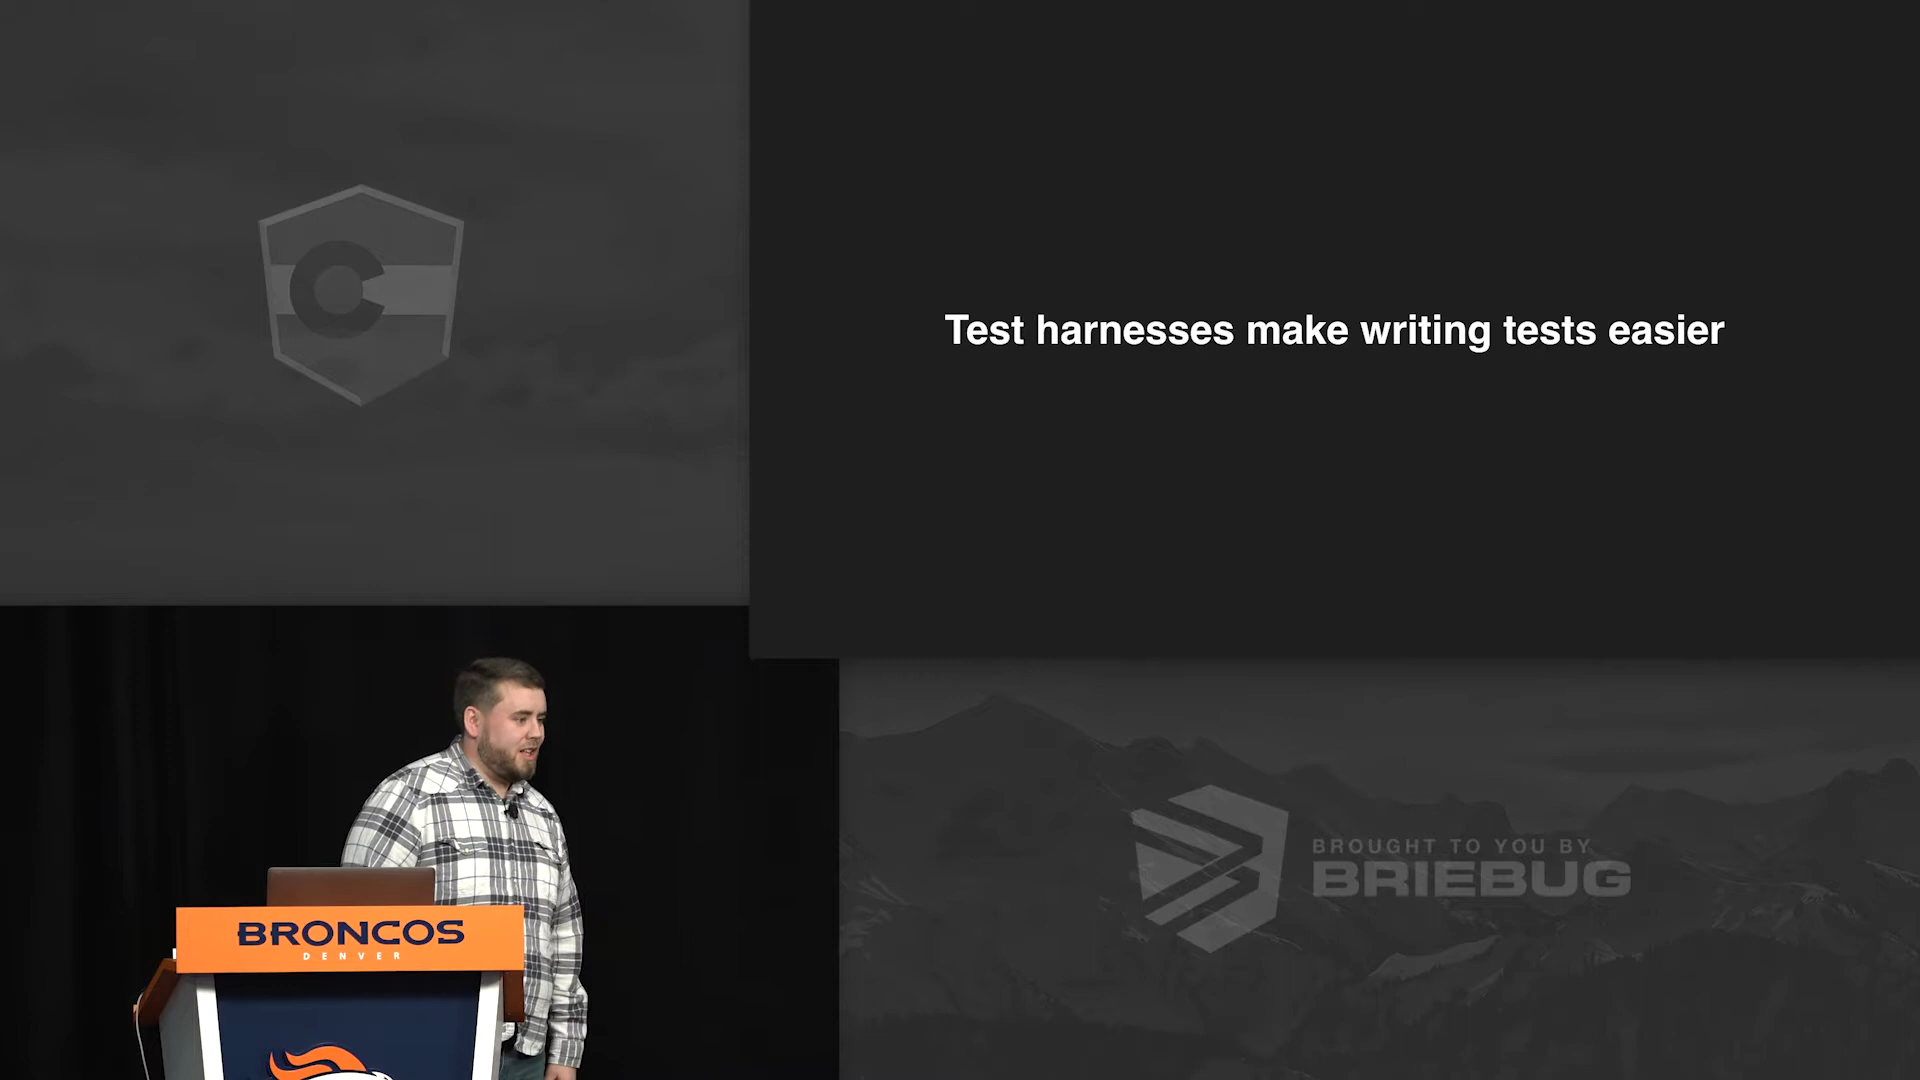 Test harnesses make writing tests easier
BROUGHT TO YOU BY
BRIEBUG
BRONCOS
DENVER